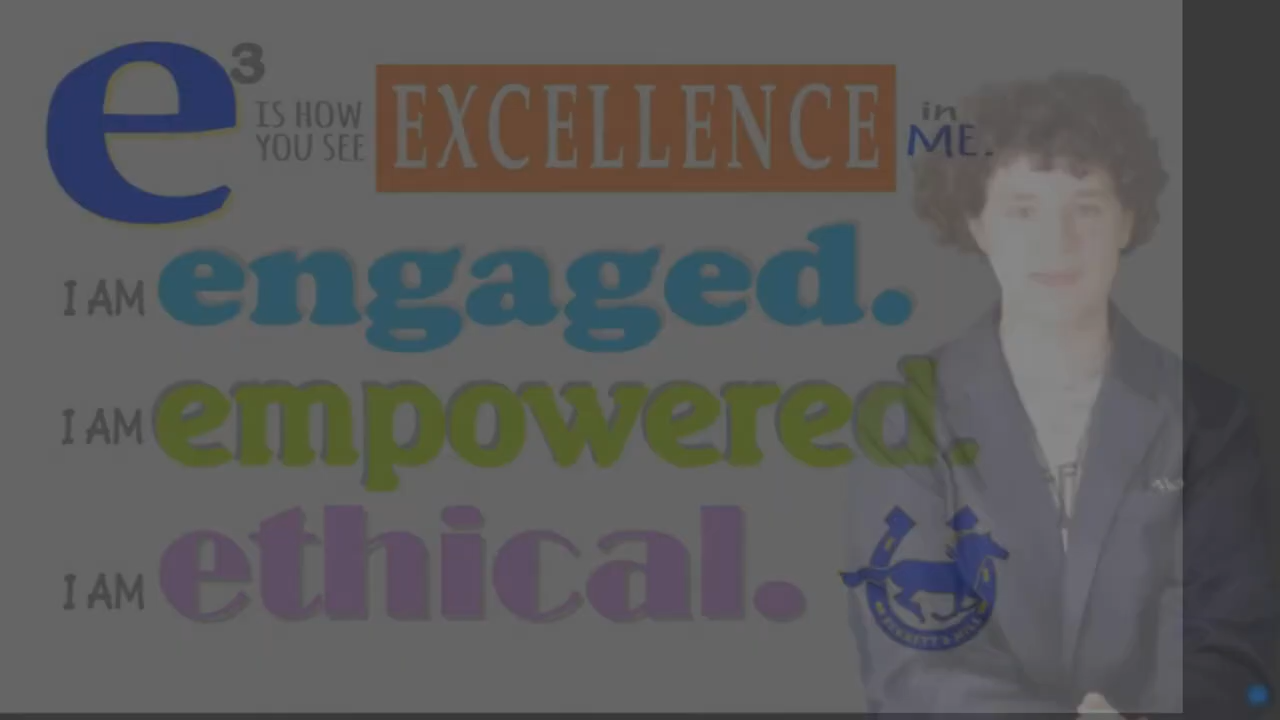 e³ IS HOW YOU SEE EXCELLENCE in ME.
I AM engaged.
I AM empowered.
I AM ethical.